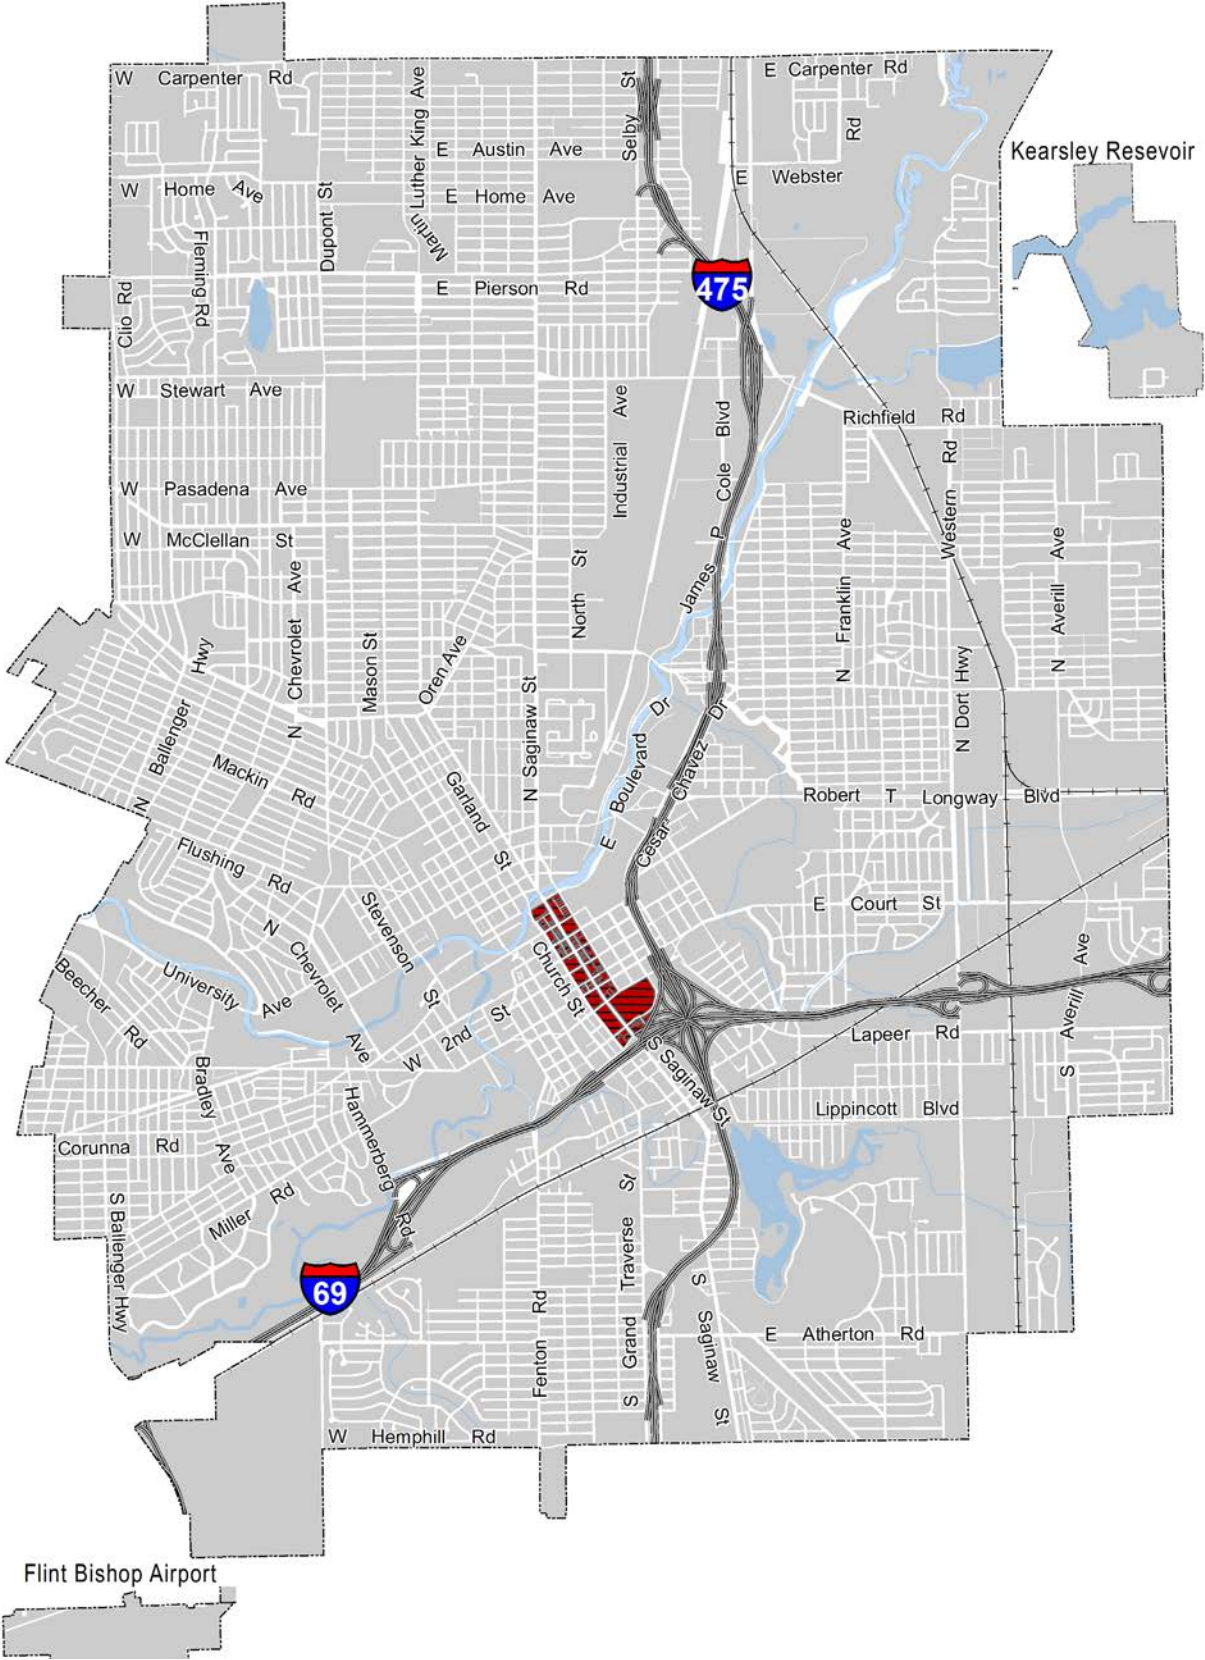 W Carpenter Rd
E Carpenter Rd
Selby St
Martin Luther King Ave
E Austin Ave
Rd
Kearsley Resevoir
W Home Ave
E Home Ave
E Webster
Dupont St
Fleming Rd
Clio Rd
E Pierson Rd
475
W Stewart Ave
Industrial Ave
James P Cole Blvd
Richfield Rd
Western Rd
W Pasadena Ave
W McClellan St
N Chevrolet Ave
North St
N Franklin Ave
N Averill Ave
Mason St
Oren Ave
N Ballenger Hwy
N Saginaw St
N Dort Hwy
E Boulevard Dr
Cesar Chavez Dr
Mackin Rd
Garland St
Robert T Longway Blvd
Flushing Rd
Stevenson St
E Court St
N Chevrolet Ave
Church St
University Ave
Beecher Rd
W 2nd St
S Averill Ave
Lapeer Rd
S Saginaw St
Bradley Ave
Hammerberg Rd
Lippincott Blvd
Corunna Rd
S Ballenger Hwy
Miller Rd
S Grand Traverse St
69
Fenton Rd
S Saginaw St
E Atherton Rd
W Hemphill Rd
Flint Bishop Airport